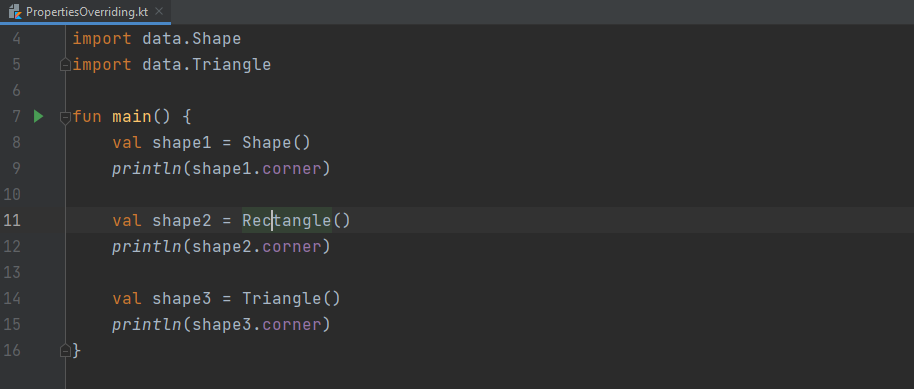 PropertiesOverriding.kt
4 import data.Shape
5 import data.Triangle
6
7 fun main() {
8 val shape1 = Shape()
9 println(shape1.corner)
10
11 val shape2 = Rectangle()
12 println(shape2.corner)
13
14 val shape3 = Triangle()
15 println(shape3.corner)
16 }